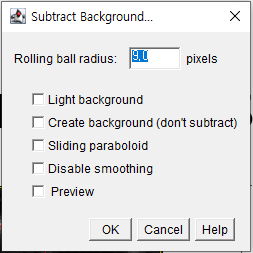 Subtract Background...
Rolling ball radius: 9.0 pixels
Light background
Create background (don't subtract)
Sliding paraboloid
Disable smoothing
Preview
OK Cancel Help